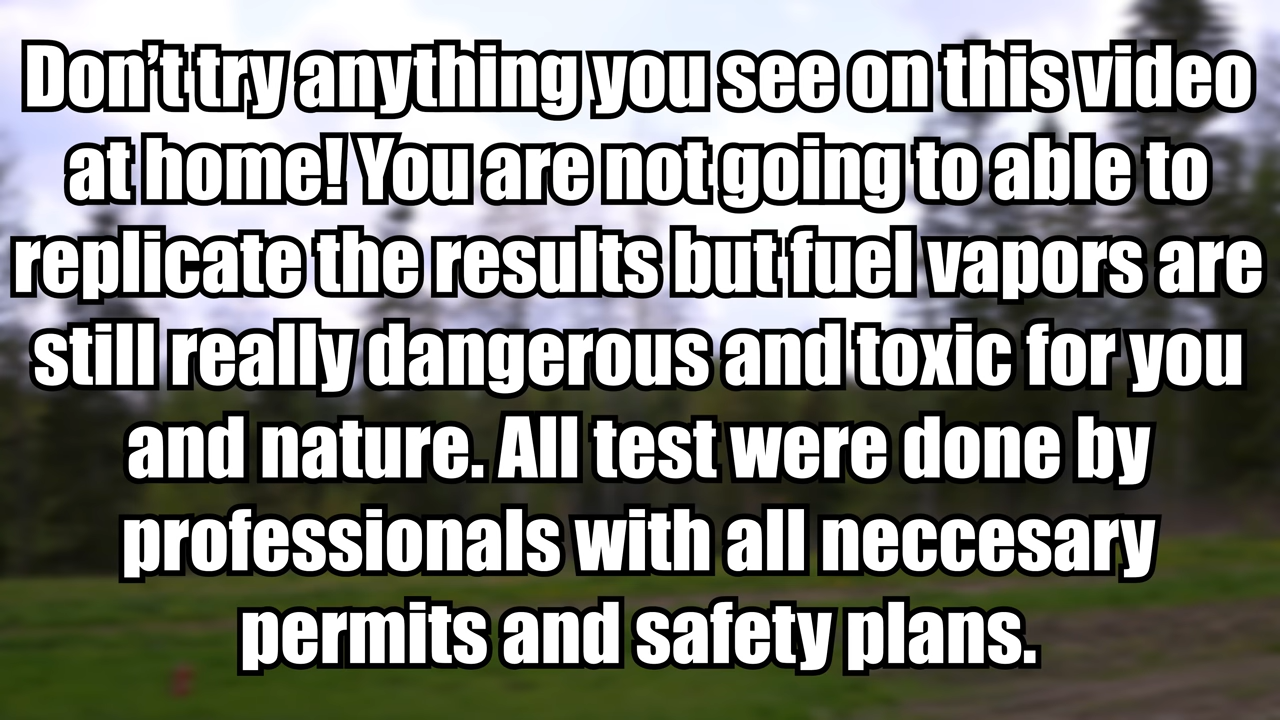 Don't try anything you see on this video
at home! You are not going to able to
replicate the results but fuel vapors are
still really dangerous and toxic for you
and nature. All test were done by
professionals with all neccesary
permits and safety plans.